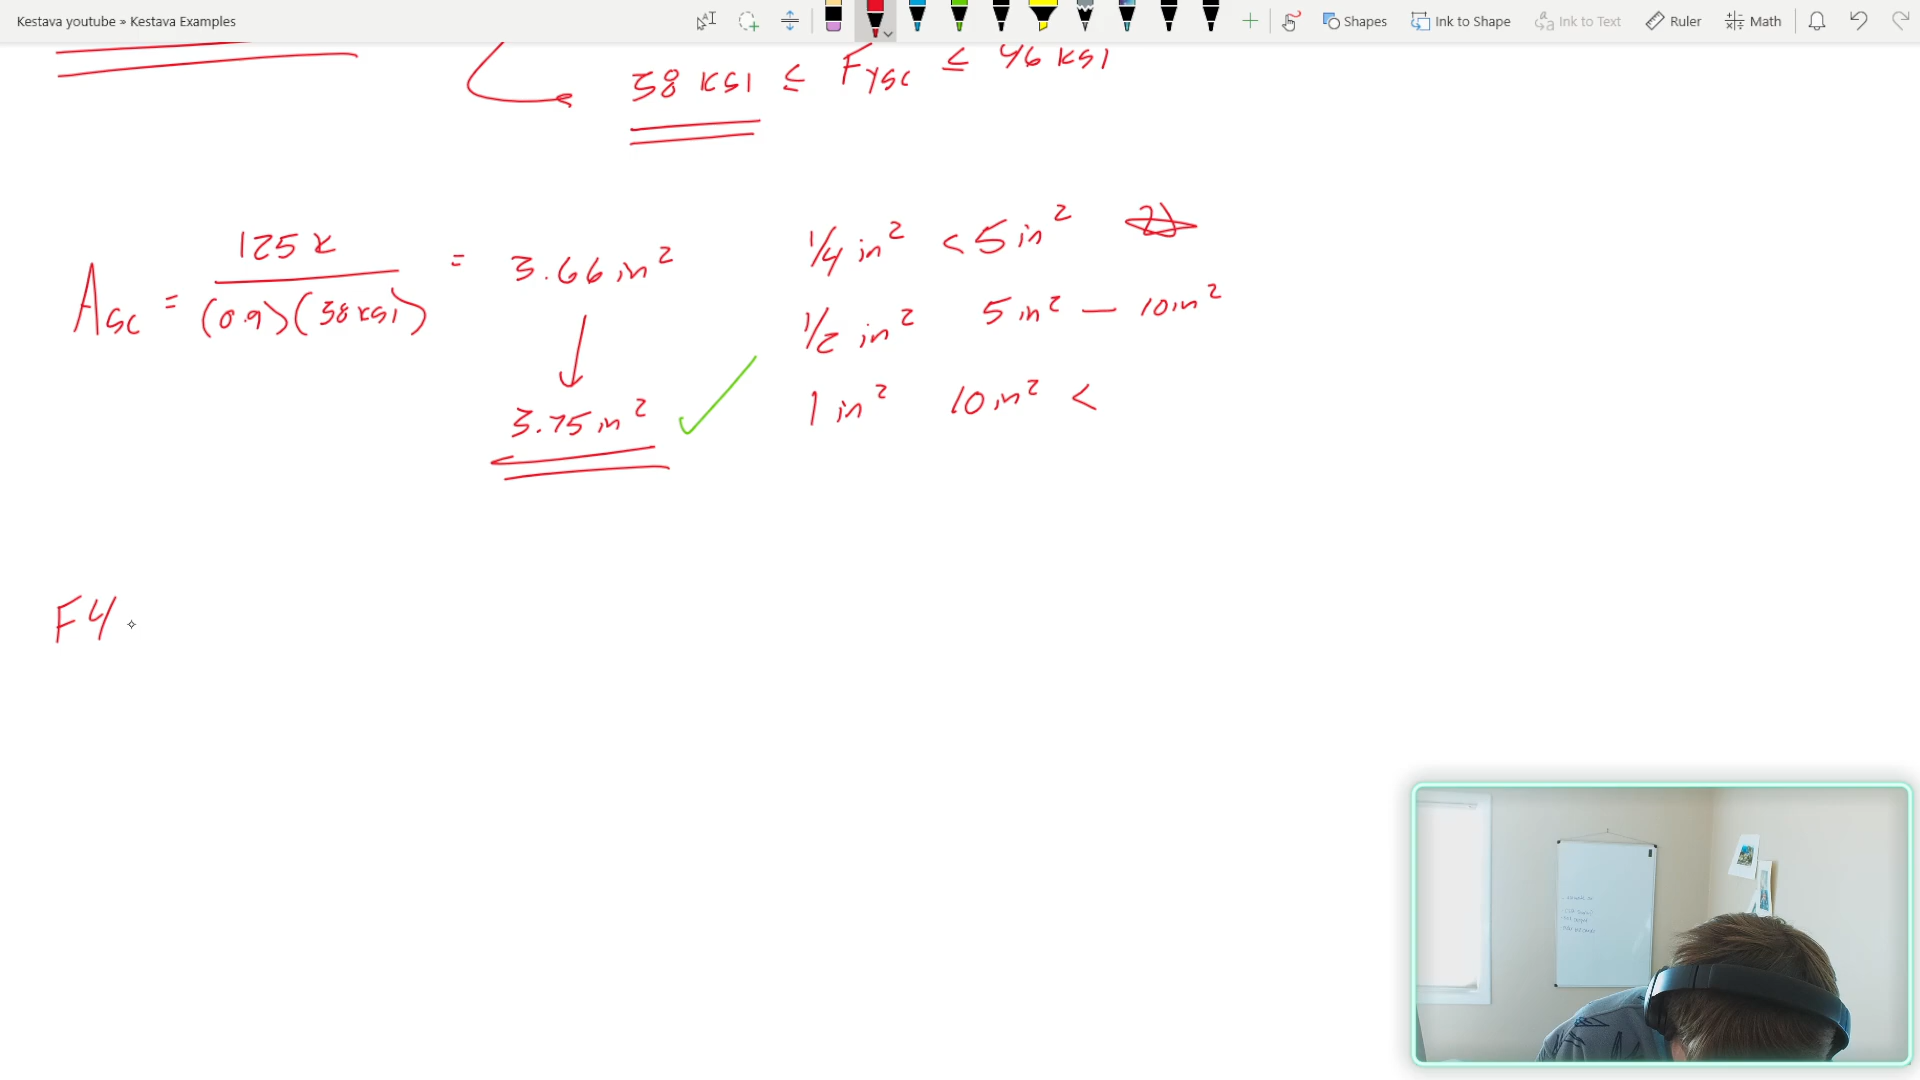 Kestava youtube » Kestava Examples
Shapes
Ink to Shape
Ink to Text
Ruler
Math
38 ksi ≤ Fysc ≤ 46 ksi
Asc = 125 k / (0.9)(38 ksi) = 3.66 in²
3.75 in²
1/4 in² < 5 in²
1/2 in² 5 in² — 10 in²
1 in² 10 in² <
F4